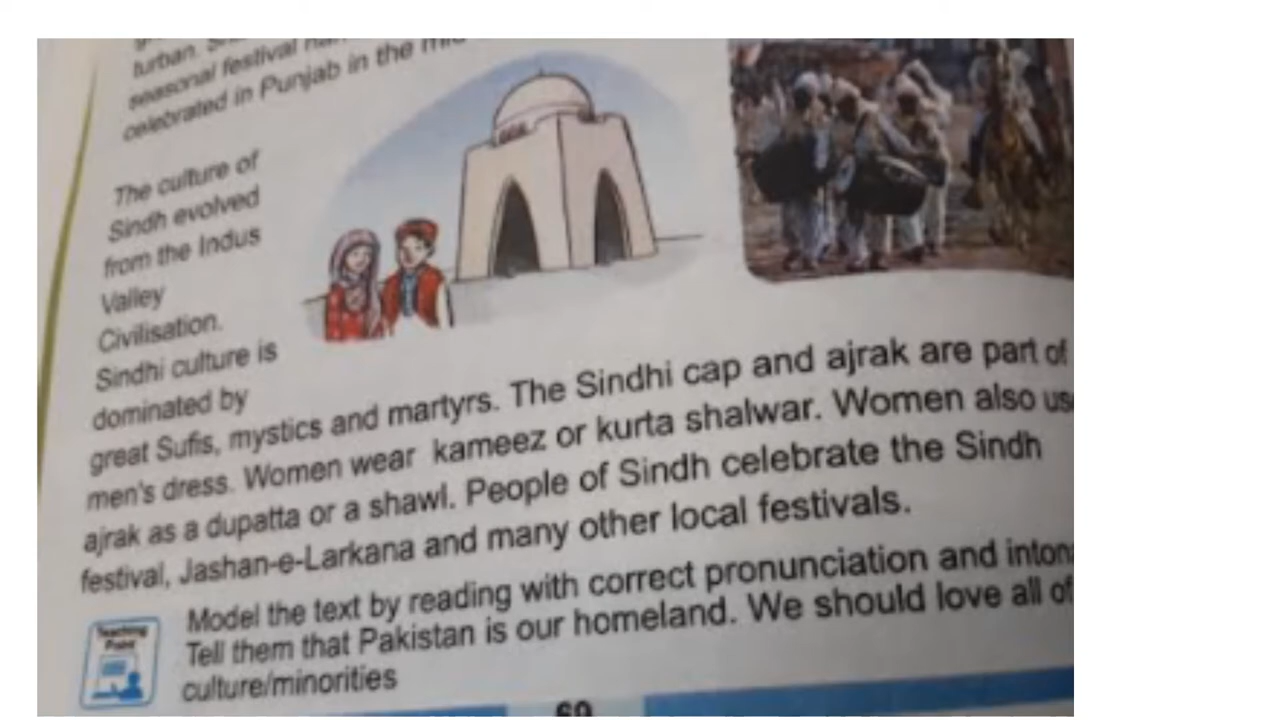 turban.
seasonal festival
celebrated in Punjab in the
The culture of
Sindh evolved
from the Indus
Valley
Civilisation.
Sindhi culture is
dominated by
great Sufis, mystics and martyrs. The Sindhi cap and ajrak are part of
men's dress. Women wear kameez or kurta shalwar. Women also
ajrak as a dupatta or a shawl. People of Sindh celebrate the Sindh
festival, Jashan-e-Larkana and many other local festivals.
Teaching
Point
Model the text by reading with correct pronunciation and
Tell them that Pakistan is our homeland. We should love all of
culture/minorities
69